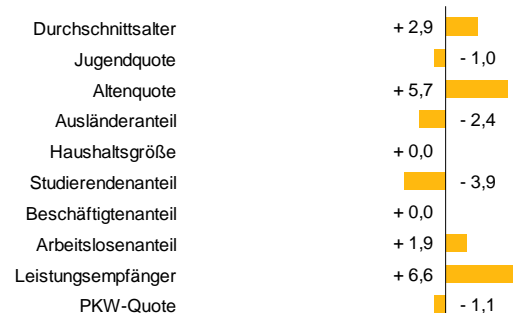 Durchschnittsalter + 2,9
Jugendquote - 1,0
Altenquote + 5,7
Ausländeranteil - 2,4
Haushaltsgröße + 0,0
Studierendenanteil - 3,9
Beschäftigtenanteil + 0,0
Arbeitslosenanteil + 1,9
Leistungsempfänger + 6,6
PKW-Quote - 1,1